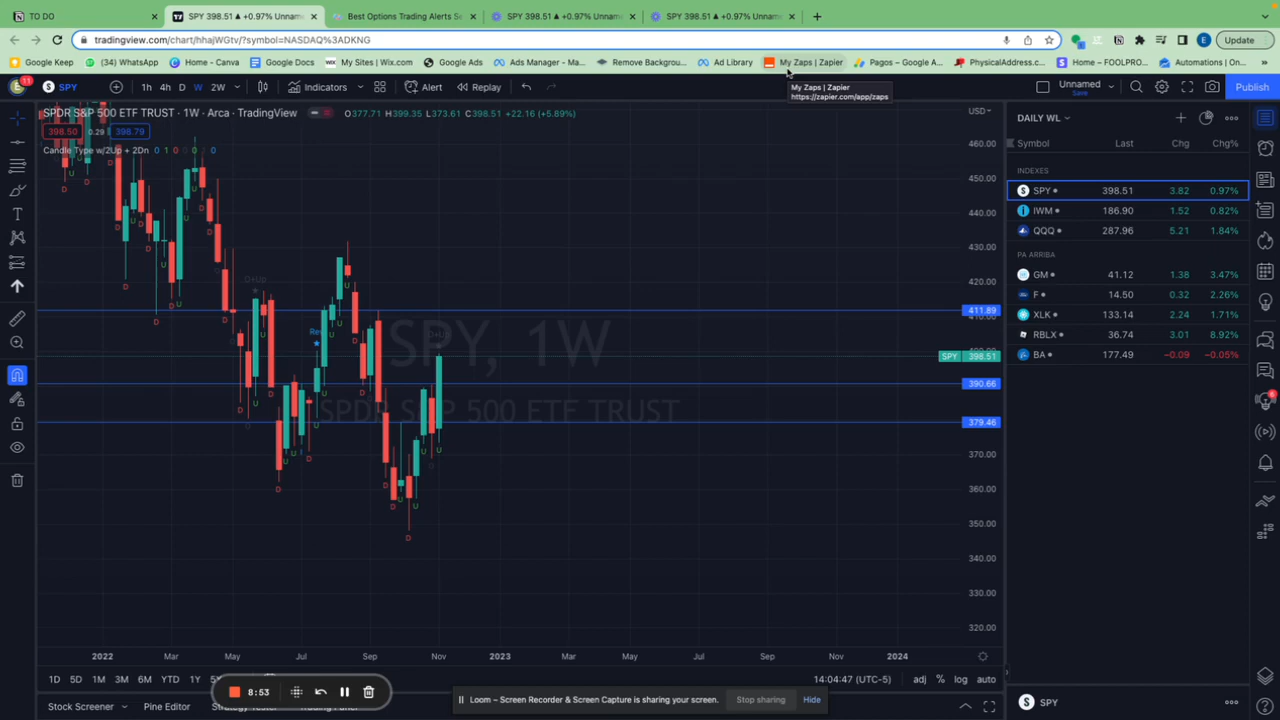 TO DO
SPY 398.51 ▲ +0.97% Unnam
Best Options Trading Alerts Se
SPY 398.51 ▲ +0.97% Unnam
SPY 398.51 ▲ +0.97% Unnam
tradingview.com/chart/hhajWGtv/?symbol=NASDAQ%3ADKNG
Update
Google Keep
(34) WhatsApp
Home - Canva
Google Docs
My Sites | Wix.com
Google Ads
Ads Manager - Ma...
Remove Backgrou...
Ad Library
My Zaps | Zapier
Pagos – Google A...
PhysicalAddress.c...
Home – FOOLPRO...
Automations | On...
My Zaps | Zapier
https://zapier.com/app/zaps
11
SPY
1h 4h D W 2W
Indicators
Alert
Replay
Unnamed
Save
Publish
SPDR S&P 500 ETF TRUST · 1W · Arca · TradingView
O377.71 H399.35 L373.61 C398.51 +22.16 (+5.89%)
398.50 0.29 398.79
Candle Type w/2Up + 2Dn 0 1 0 0 0
USD
460.00
450.00
440.00
430.00
420.00
411.89
SPY 398.51
390.66
379.46
370.00
360.00
350.00
340.00
330.00
320.00
SPY, 1W
SPDR S&P 500 ETF TRUST
2022 Mar May Jul Sep Nov 2023 Mar May Jul Sep Nov 2024
1D 5D 1M 3M 6M YTD 1Y
14:04:47 (UTC-5)
adj % log auto
8:53
Loom – Screen Recorder & Screen Capture is sharing your screen.
Stop sharing
Hide
Stock Screener
Pine Editor
DAILY WL
Symbol Last Chg Chg%
INDEXES
SPY 398.51 3.82 0.97%
IWM 186.90 1.52 0.82%
QQQ 287.96 5.21 1.84%
PA ARRIBA
GM 41.12 1.38 3.47%
F 14.50 0.32 2.26%
XLK 133.14 2.24 1.71%
RBLX 36.74 3.01 8.92%
BA 177.49 −0.09 −0.05%
SPY